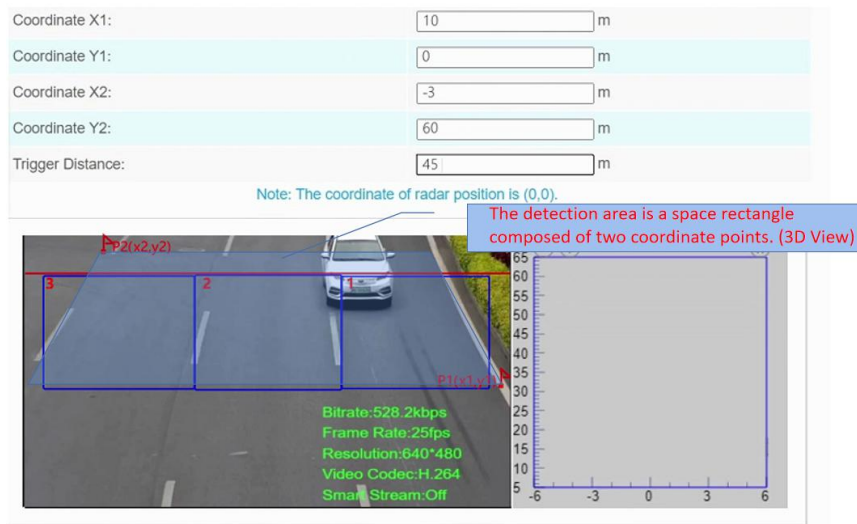 Coordinate X1: 10 m
Coordinate Y1: 0 m
Coordinate X2: -3 m
Coordinate Y2: 60 m
Trigger Distance: 45 m
Note: The coordinate of radar position is (0,0).
The detection area is a space rectangle
composed of two coordinate points. (3D View)
P2(x2,y2)
3 2 1
P1(x1,y1)
Bitrate:528.2kbps
Frame Rate:25fps
Resolution:640*480
Video Codec:H.264
Smart Stream:Off
65
60
55
50
45
40
35
30
25
20
15
10
5
-6 -3 0 3 6